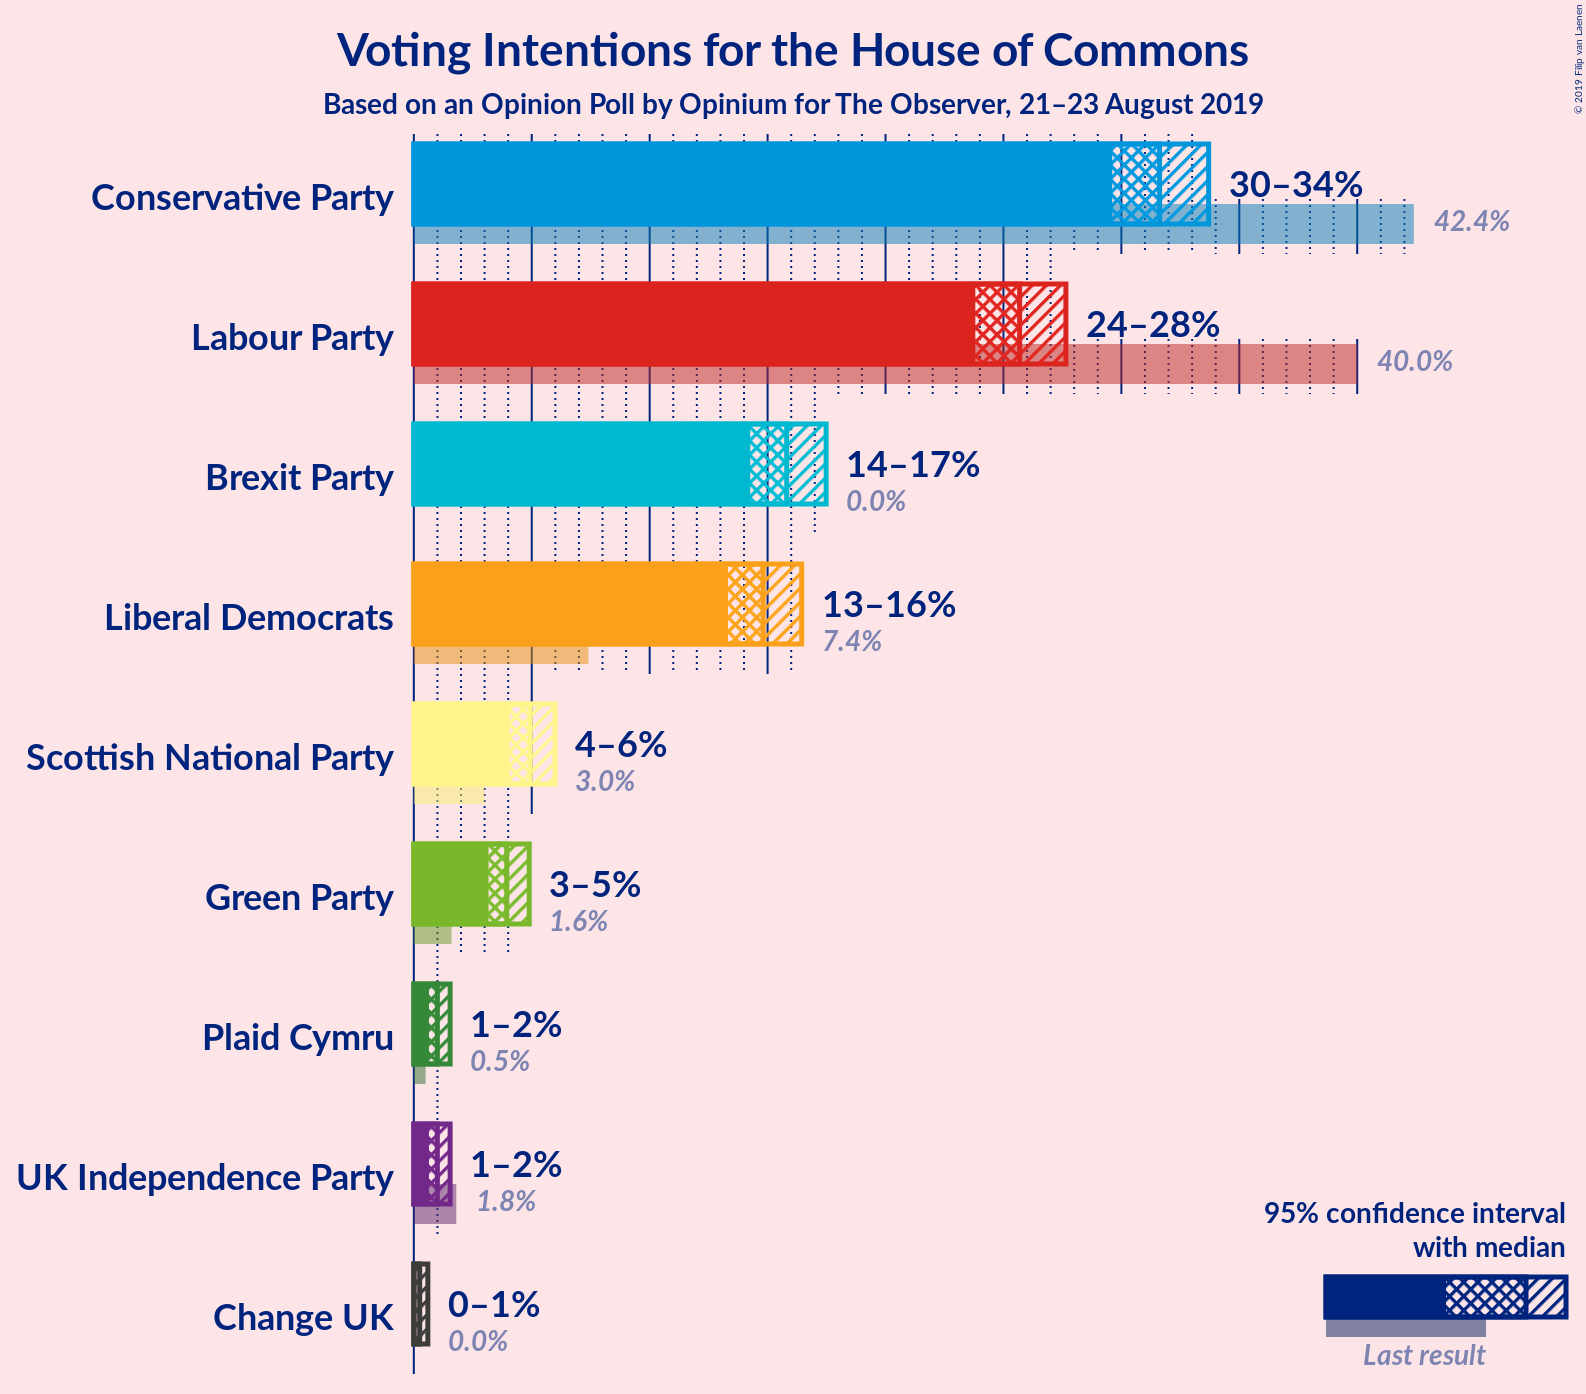 Voting Intentions for the House of Commons
Based on an Opinion Poll by Opinium for The Observer, 21–23 August 2019
© 2019 Filip van Laenen
Conservative Party
30–34%
42.4%
Labour Party
24–28%
40.0%
Brexit Party
14–17%
0.0%
Liberal Democrats
13–16%
7.4%
Scottish National Party
4–6%
3.0%
Green Party
3–5%
1.6%
Plaid Cymru
1–2%
0.5%
UK Independence Party
1–2%
1.8%
Change UK
0–1%
0.0%
95% confidence interval
with median
Last result